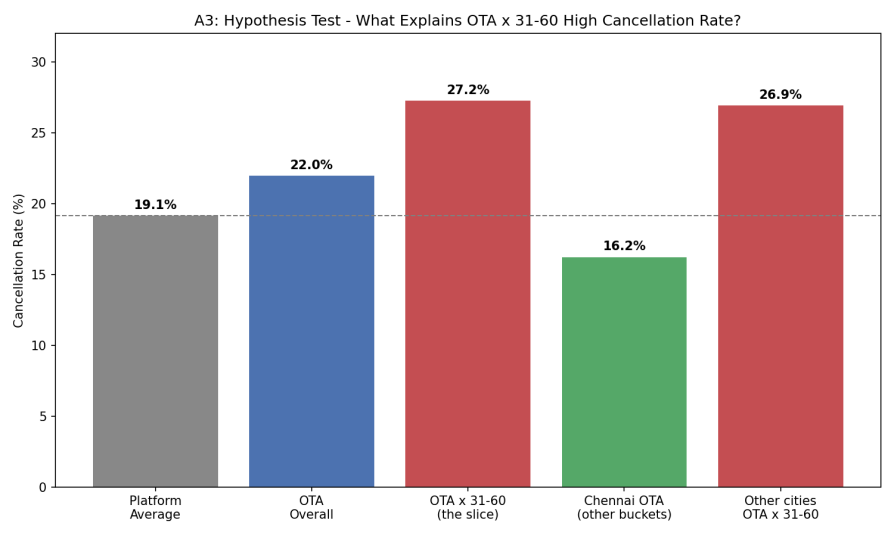 A3: Hypothesis Test - What Explains OTA x 31-60 High Cancellation Rate?
Cancellation Rate (%)
30
25
20
15
10
5
0
19.1%
22.0%
27.2%
16.2%
26.9%
Platform
Average
OTA
Overall
OTA x 31-60
(the slice)
Chennai OTA
(other buckets)
Other cities
OTA x 31-60